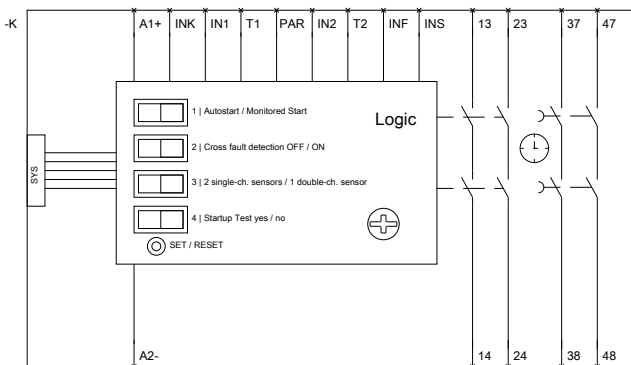 -K A1+ INK IN1 T1 PAR IN2 T2 INF INS 13 23 37 47
1 | Autostart / Monitored Start
Logic
2 | Cross fault detection OFF / ON
SYS
3 | 2 single-ch. sensors / 1 double-ch. sensor
4 | Startup Test yes / no
SET / RESET
A2- 14 24 38 48